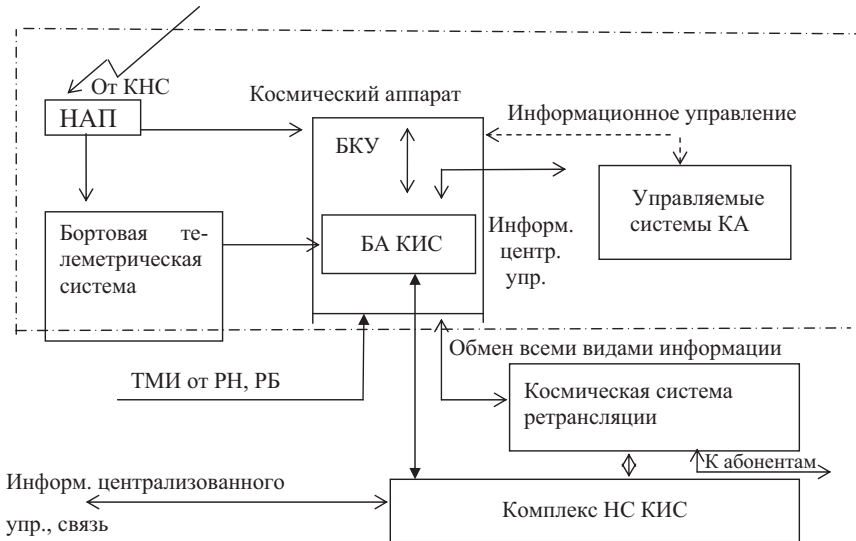 От КНС
НАП
Космический аппарат
Информационное управление
БКУ
Управляемые
системы КА
Бортовая те-
леметрическая
система
БА КИС
Информ.
центр.
упр.
Обмен всеми видами информации
ТМИ от РН, РБ
Космическая система
ретрансляции
К абонентам
Информ. централизованного
упр., связь
Комплекс НС КИС